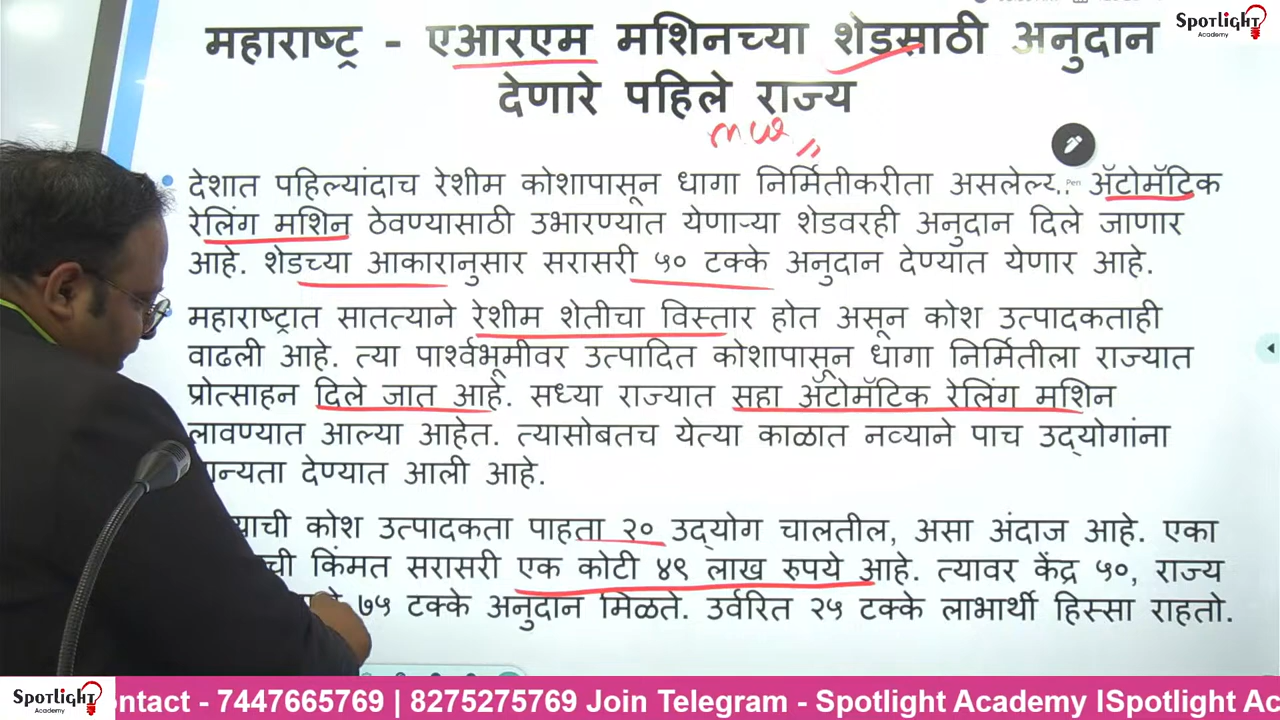 Spotlight
Academy
महाराष्ट्र - एआरएम मशिनच्या शेडसाठी अनुदान
देणारे पहिले राज्य
Pen
देशात पहिल्यांदाच रेशीम कोशापासून धागा निर्मितीकरीता असलेल्य ॲटोमॅटिक
रेलिंग मशिन ठेवण्यासाठी उभारण्यात येणाऱ्या शेडवरही अनुदान दिले जाणार
आहे. शेडच्या आकारानुसार सरासरी ५० टक्के अनुदान देण्यात येणार आहे.
महाराष्ट्रात सातत्याने रेशीम शेतीचा विस्तार होत असून कोश उत्पादकताही
वाढली आहे. त्या पार्श्वभूमीवर उत्पादित कोशापासून धागा निर्मितीला राज्यात
प्रोत्साहन दिले जात आहे. सध्या राज्यात सहा ॲटोमॅटिक रेलिंग मशिन
लावण्यात आल्या आहेत. त्यासोबतच येत्या काळात नव्याने पाच उद्योगांना
मान्यता देण्यात आली आहे.
याची कोश उत्पादकता पाहता २० उद्योग चालतील, असा अंदाज आहे. एका
ची किंमत सरासरी एक कोटी ४९ लाख रुपये आहे. त्यावर केंद्र ५०, राज्य
७५ टक्के अनुदान मिळते. उर्वरित २५ टक्के लाभार्थी हिस्सा राहतो.
Spotlight
Academy
ontact - 7447665769 | 8275275769 Join Telegram - Spotlight Academy |Spotlight Ac